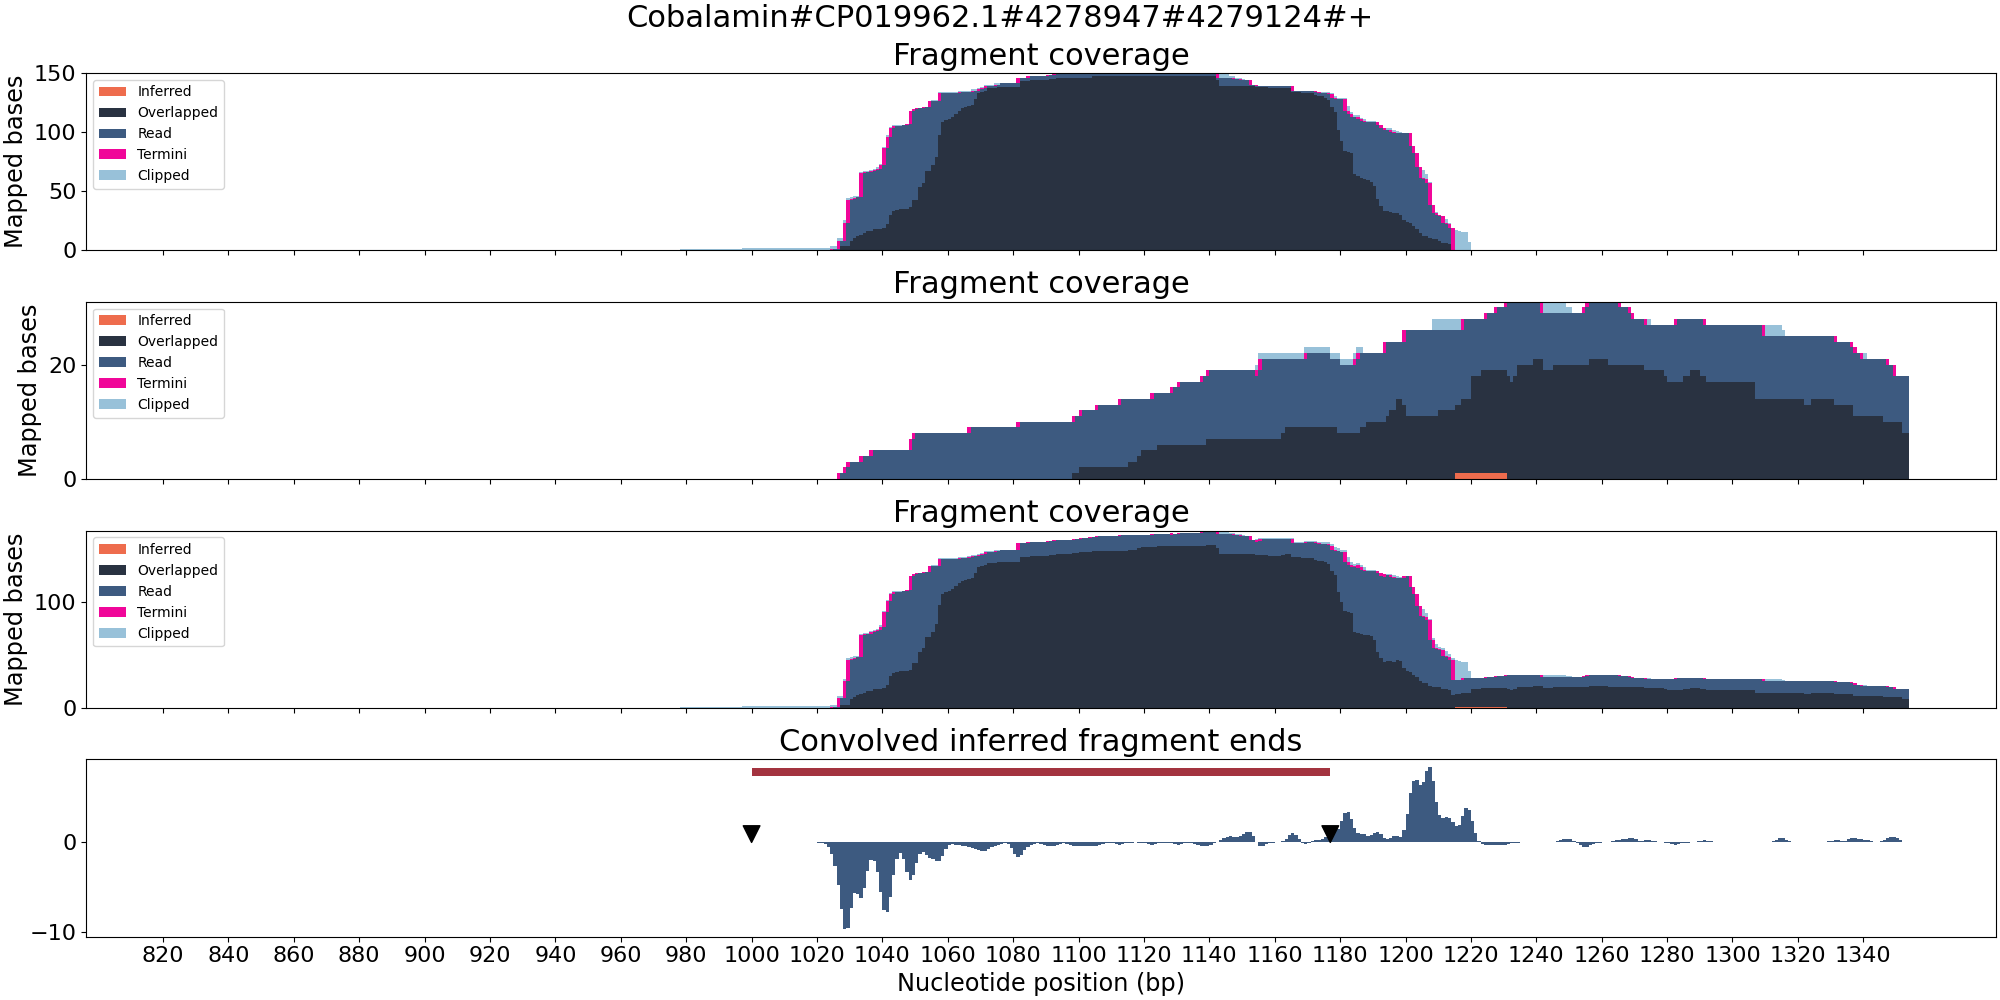 Cobalamin#CP019962.1#4278947#4279124#+
Fragment coverage
Mapped bases
150
100
50
0
Inferred
Overlapped
Read
Termini
Clipped
Fragment coverage
Mapped bases
20
0
Inferred
Overlapped
Read
Termini
Clipped
Fragment coverage
Mapped bases
100
0
Inferred
Overlapped
Read
Termini
Clipped
Convolved inferred fragment ends
0
−10
820 840 860 880 900 920 940 960 980 1000 1020 1040 1060 1080 1100 1120 1140 1160 1180 1200 1220 1240 1260 1280 1300 1320 1340
Nucleotide position (bp)